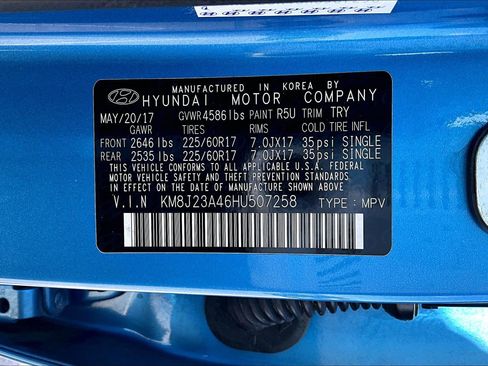 MANUFACTURED IN KOREA BY
HYUNDAI MOTOR COMPANY
MAY/20/17 GVWR 4586 lbs PAINT R5U TRIM TRY
GAWR TIRES RIMS COLD TIRE INFL
FRONT 2646 lbs 225/60R17 7.0JX17 35psi SINGLE
REAR 2535 lbs 225/60R17 7.0JX17 35psi SINGLE
THIS VEHICLE CONFORMS TO ALL APPLICABLE U.S.A. FEDERAL
MOTOR VEHICLE SAFETY AND THEFT PREVENTION STANDARDS
IN EFFECT ON THE DATE OF MANUFACTURE SHOWN ABOVE.
V.I.N KM8J23A46HU507258
TYPE: MPV